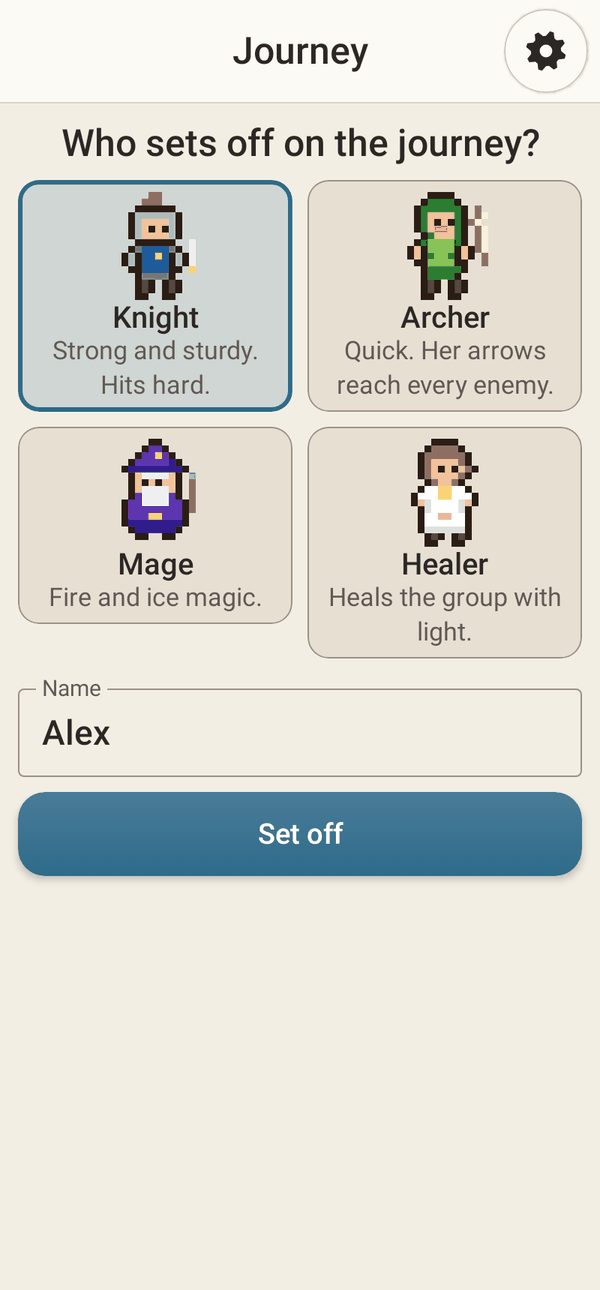 Journey
Who sets off on the journey?
Knight
Strong and sturdy.
Hits hard.
Archer
Quick. Her arrows
reach every enemy.
Mage
Fire and ice magic.
Healer
Heals the group with
light.
Name
Alex
Set off